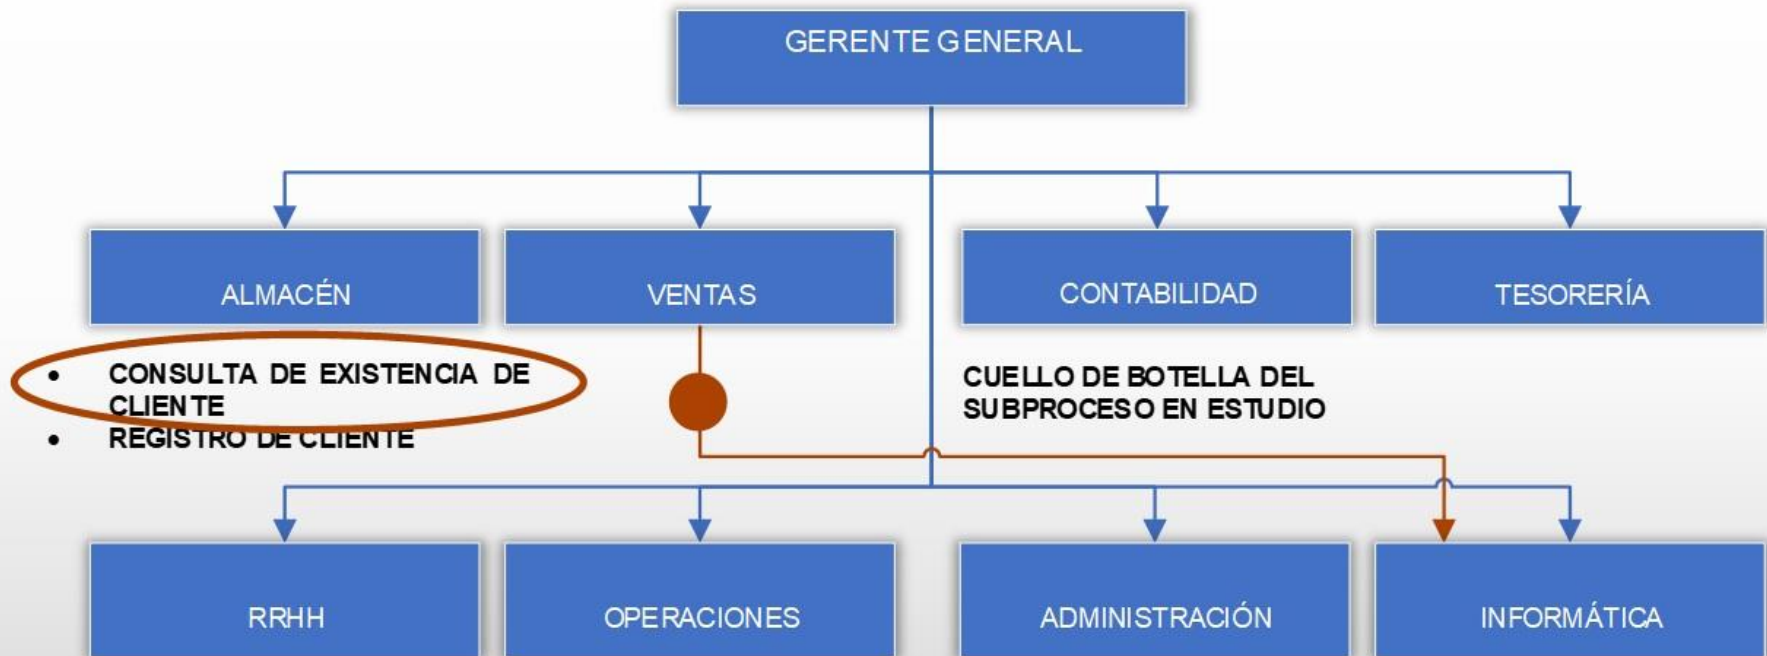 GERENTE GENERAL
ALMACÉN
VENTAS
CONTABILIDAD
TESORERÍA
• CONSULTA DE EXISTENCIA DE
CLIENTE
• REGISTRO DE CLIENTE
CUELLO DE BOTELLA DEL
SUBPROCESO EN ESTUDIO
RRHH
OPERACIONES
ADMINISTRACIÓN
INFORMÁTICA